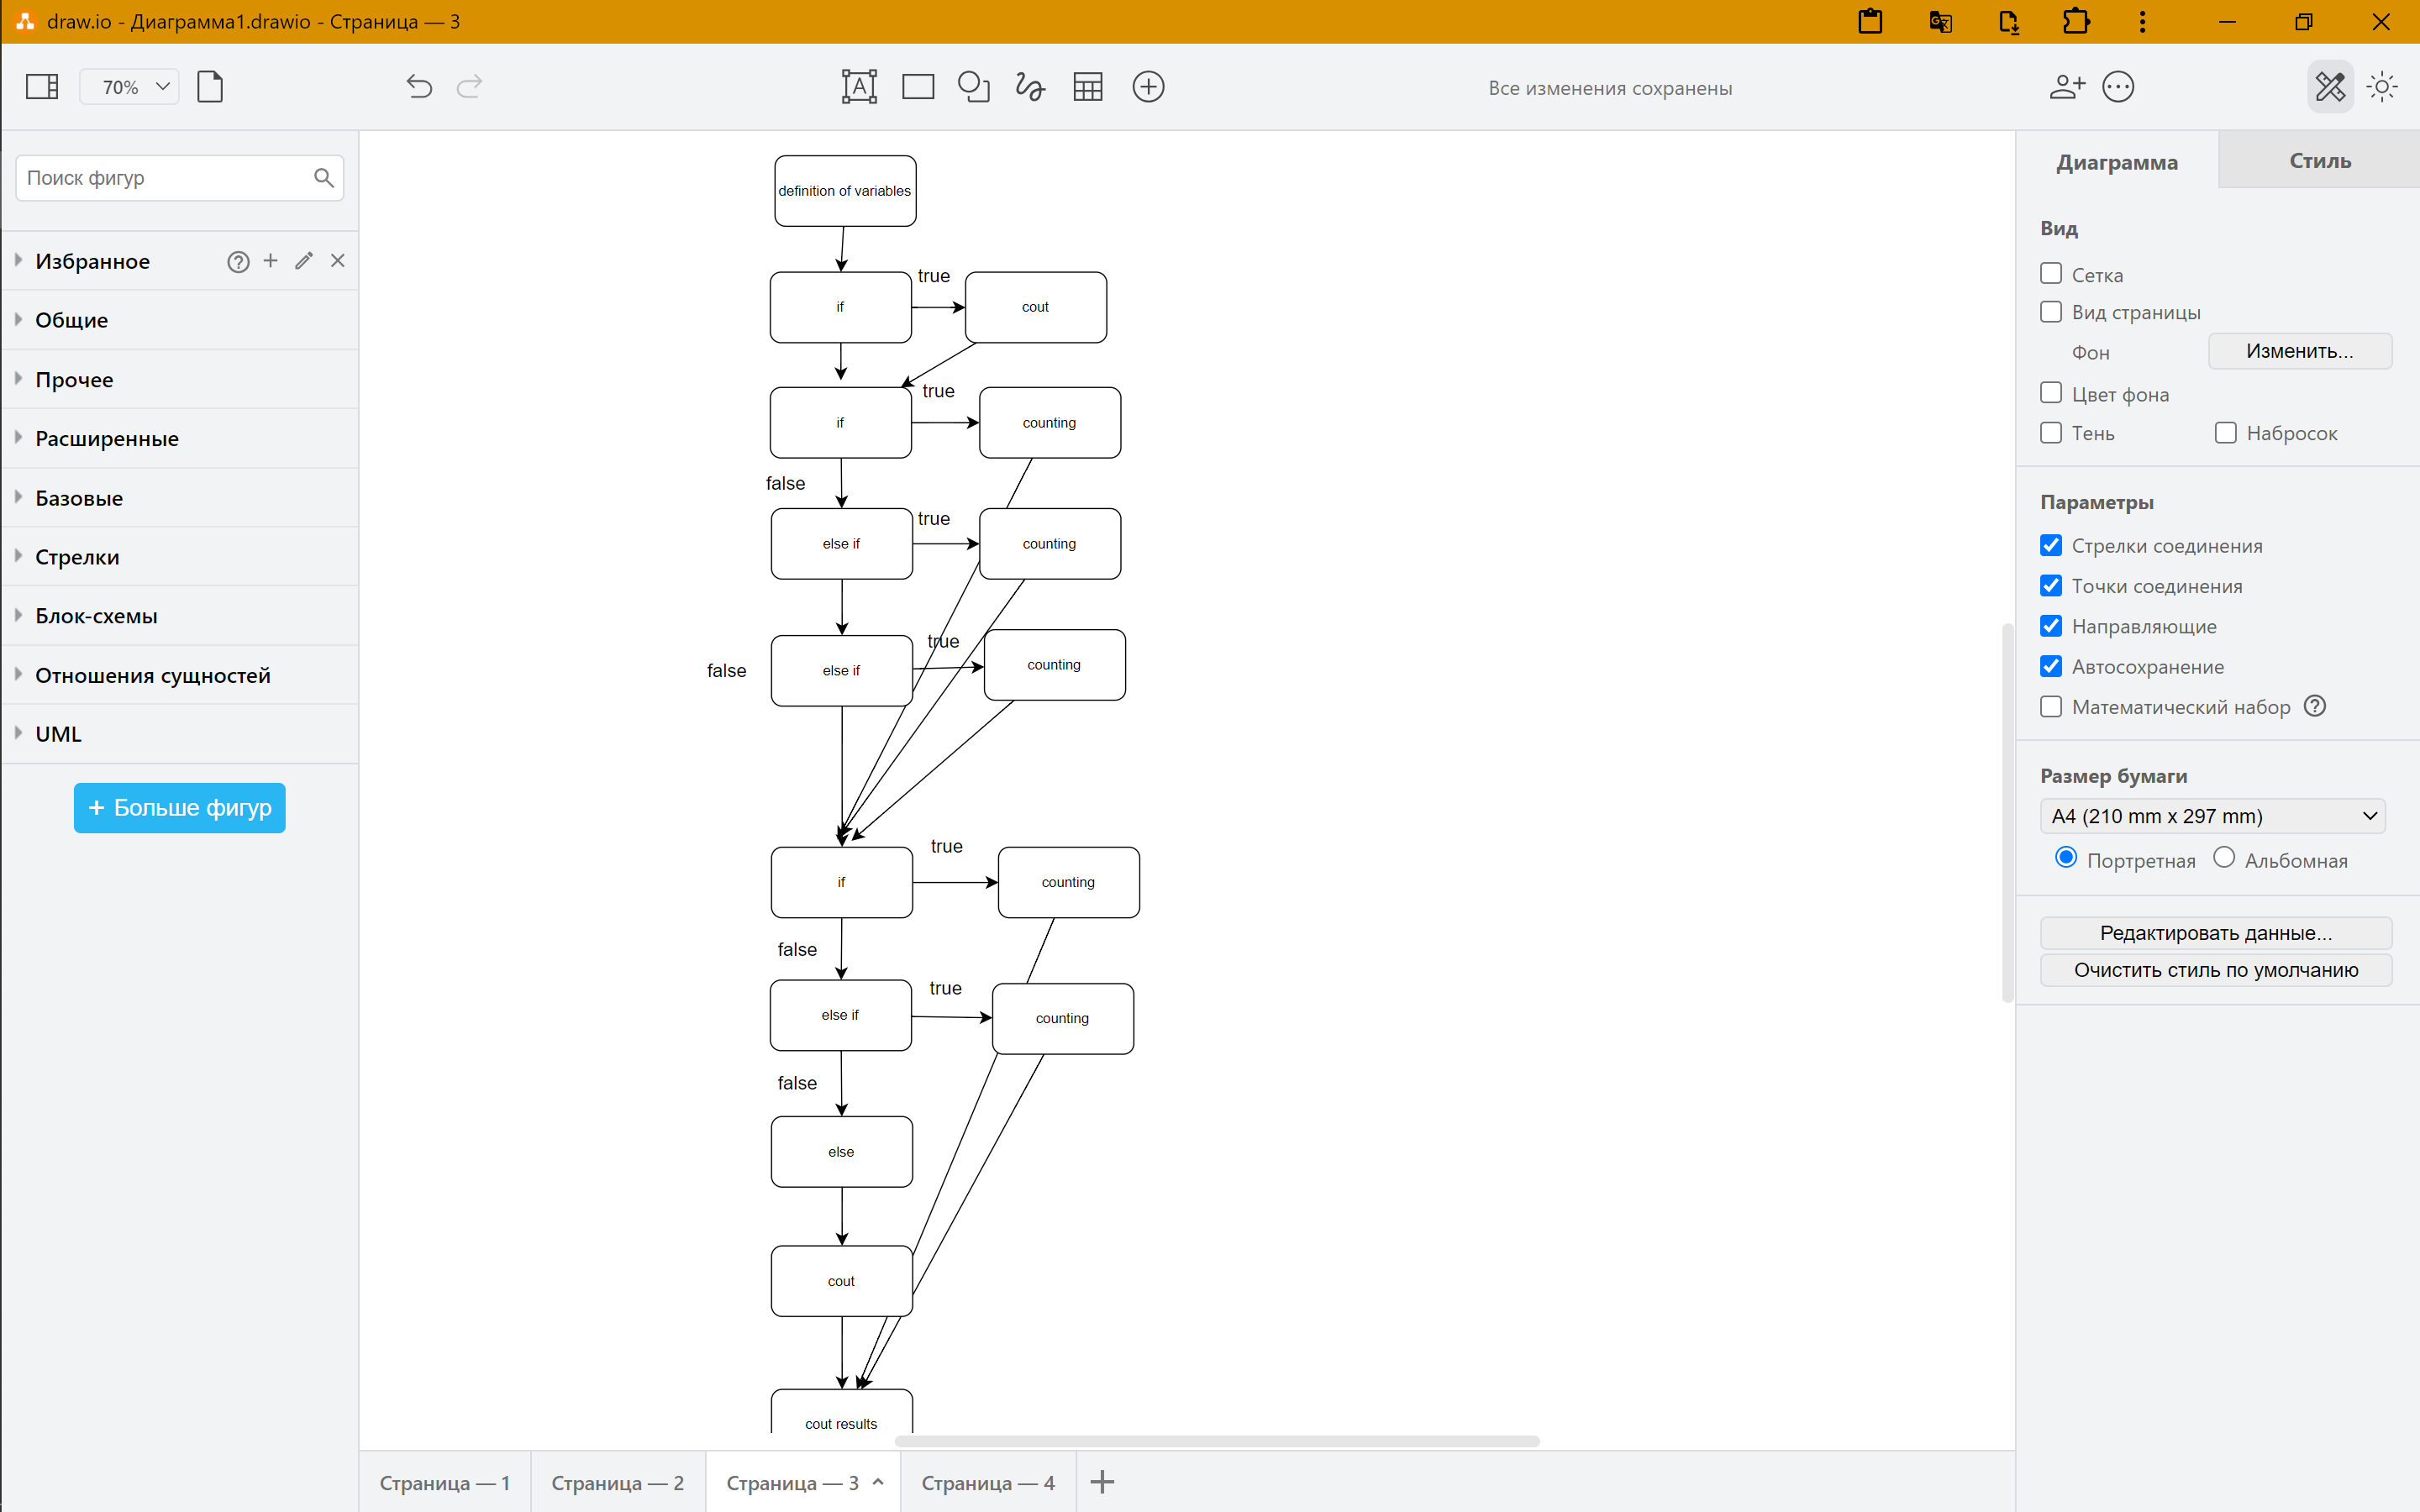 draw.io - Диаграмма1.drawio - Страница — 3
70%
Все изменения сохранены
Поиск фигур
Избранное
Общие
Прочее
Расширенные
Базовые
Стрелки
Блок-схемы
Отношения сущностей
UML
+ Больше фигур
definition of variables
true
if
cout
true
if
counting
false
true
else if
counting
true
false
else if
counting
true
if
counting
false
true
else if
counting
false
else
cout
cout results
Диаграмма
Стиль
Вид
Сетка
Вид страницы
Фон
Изменить...
Цвет фона
Тень
Набросок
Параметры
Стрелки соединения
Точки соединения
Направляющие
Автосохранение
Математический набор
Размер бумаги
A4 (210 mm x 297 mm)
Портретная
Альбомная
Редактировать данные...
Очистить стиль по умолчанию
Страница — 1
Страница — 2
Страница — 3
Страница — 4